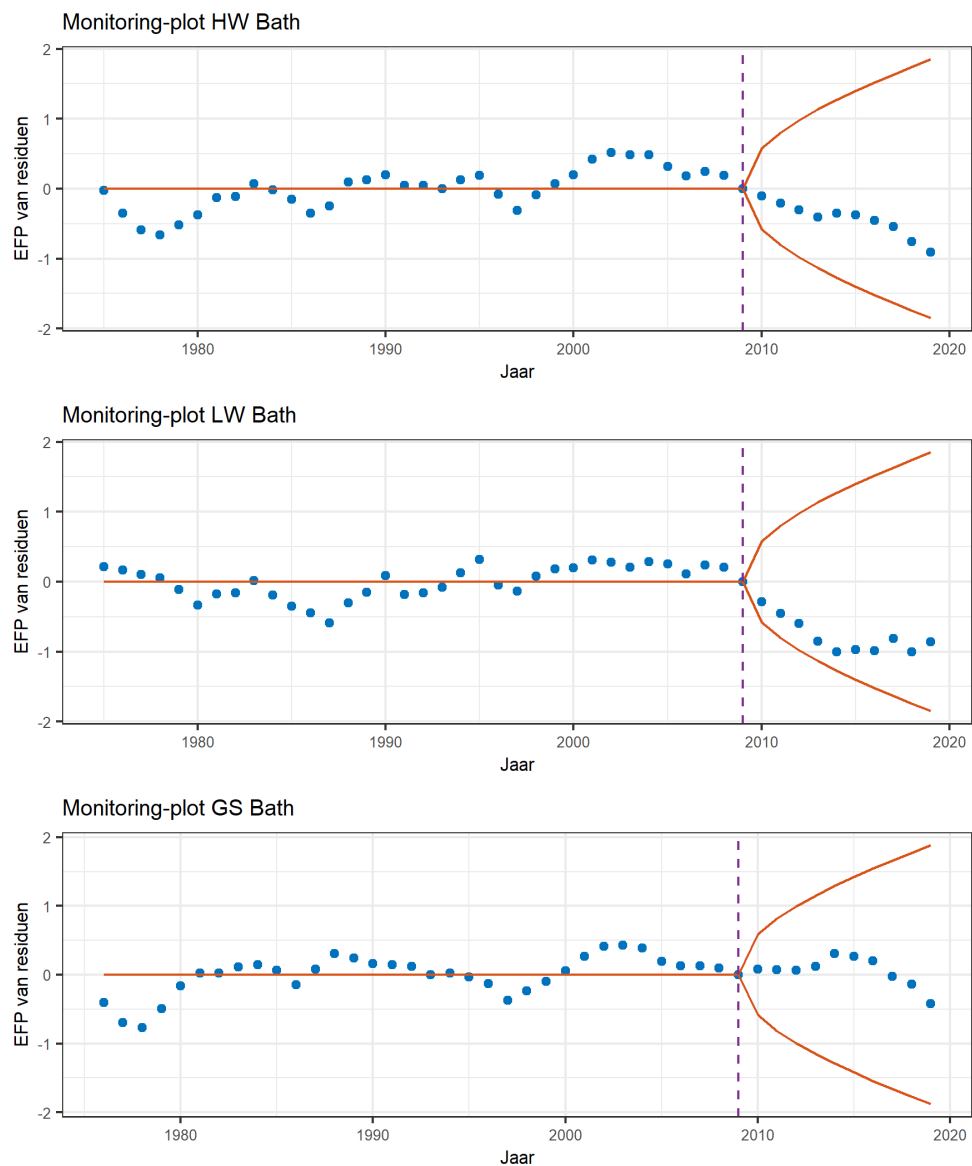 Monitoring-plot HW Bath
2
1
0
-1
-2
EFP van residuen
1980 1990 2000 2010 2020
Jaar
Monitoring-plot LW Bath
2
1
0
-1
-2
EFP van residuen
1980 1990 2000 2010 2020
Jaar
Monitoring-plot GS Bath
2
1
0
-1
-2
EFP van residuen
1980 1990 2000 2010 2020
Jaar